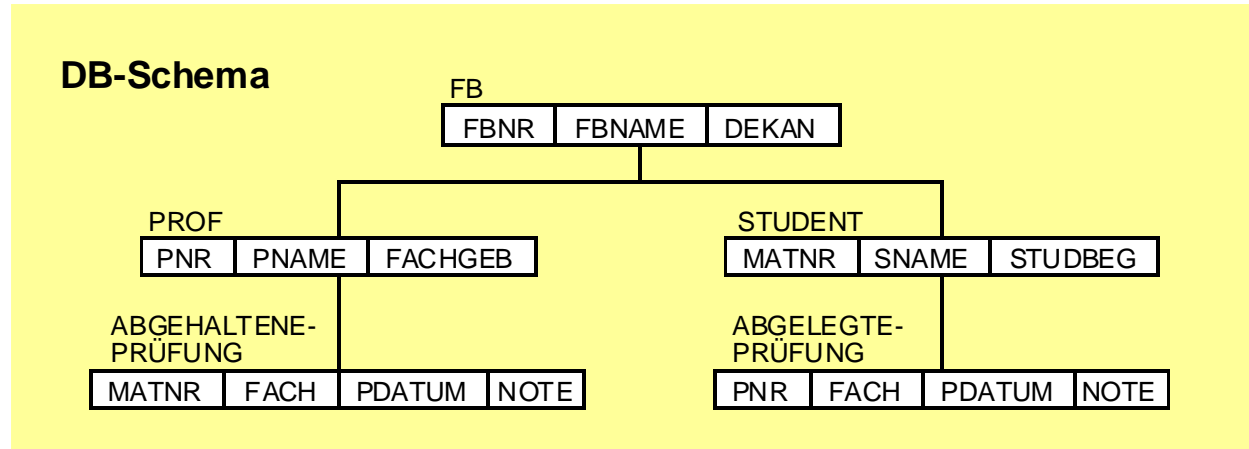 DB-Schema
FB
FBNR FBNAME DEKAN
PROF
PNR PNAME FACHGEB
STUDENT
MATNR SNAME STUDBEG
ABGEHALTENE-
PRÜFUNG
MATNR FACH PDATUM NOTE
ABGELEGTE-
PRÜFUNG
PNR FACH PDATUM NOTE